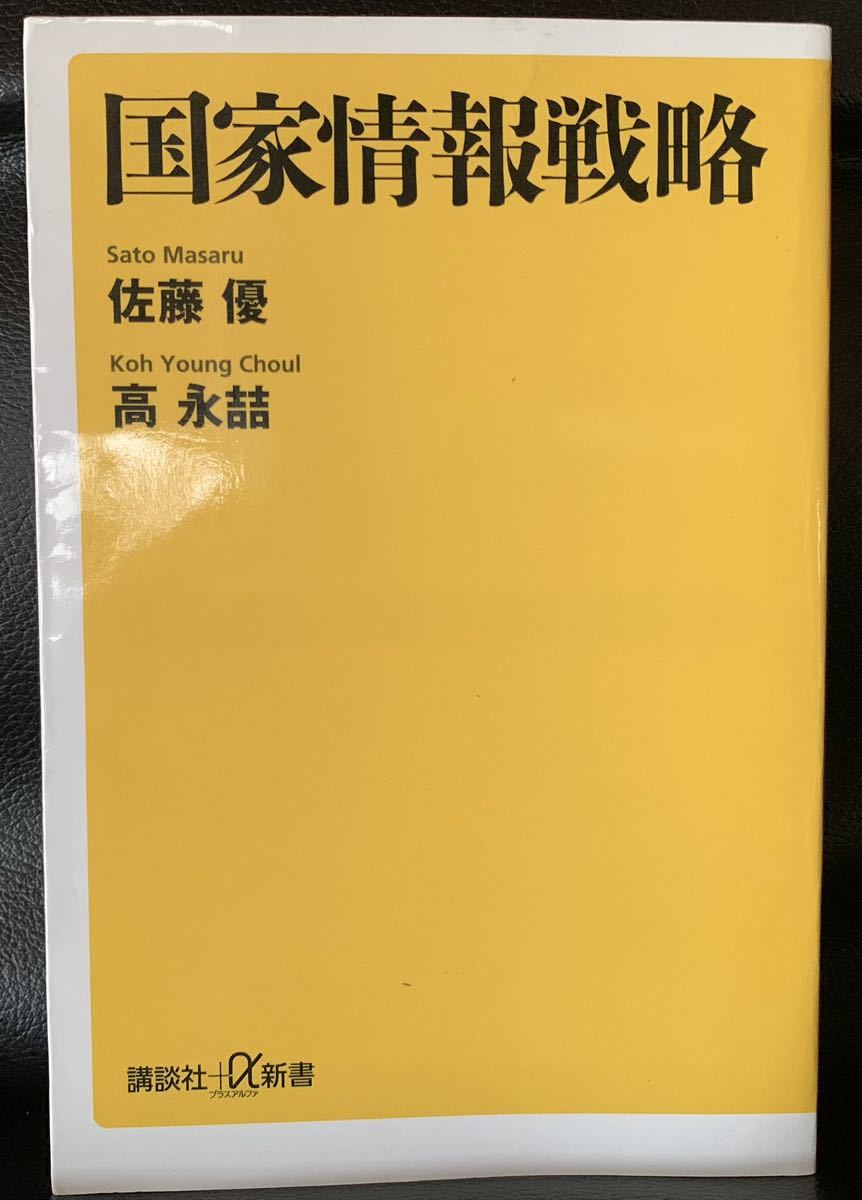 国家情報戦略
Sato Masaru
佐藤 優
Koh Young Choul
高 永喆
講談社+α新書
プラスアルファ